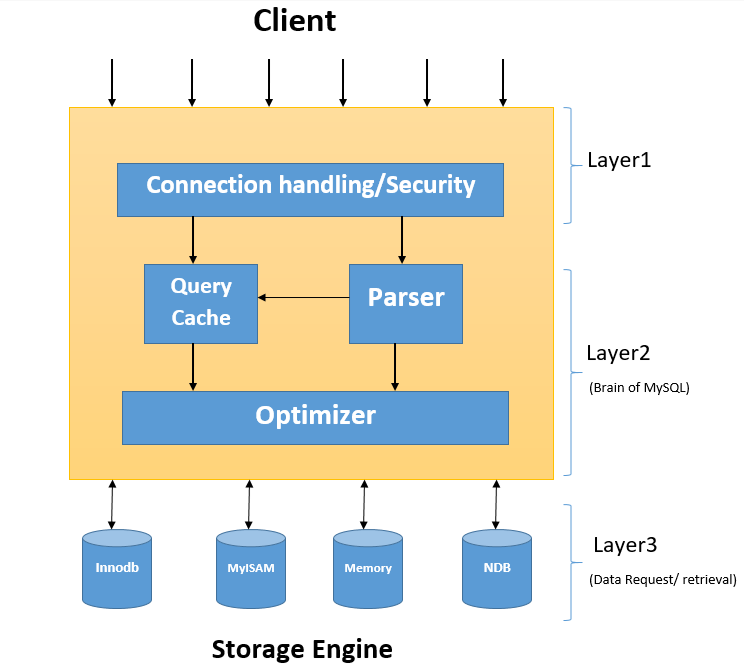 Client
Layer1
Connection handling/Security
Query
Cache
Parser
Layer2
(Brain of MySQL)
Optimizer
Innodb
MyISAM
Memory
NDB
Layer3
(Data Request/ retrieval)
Storage Engine